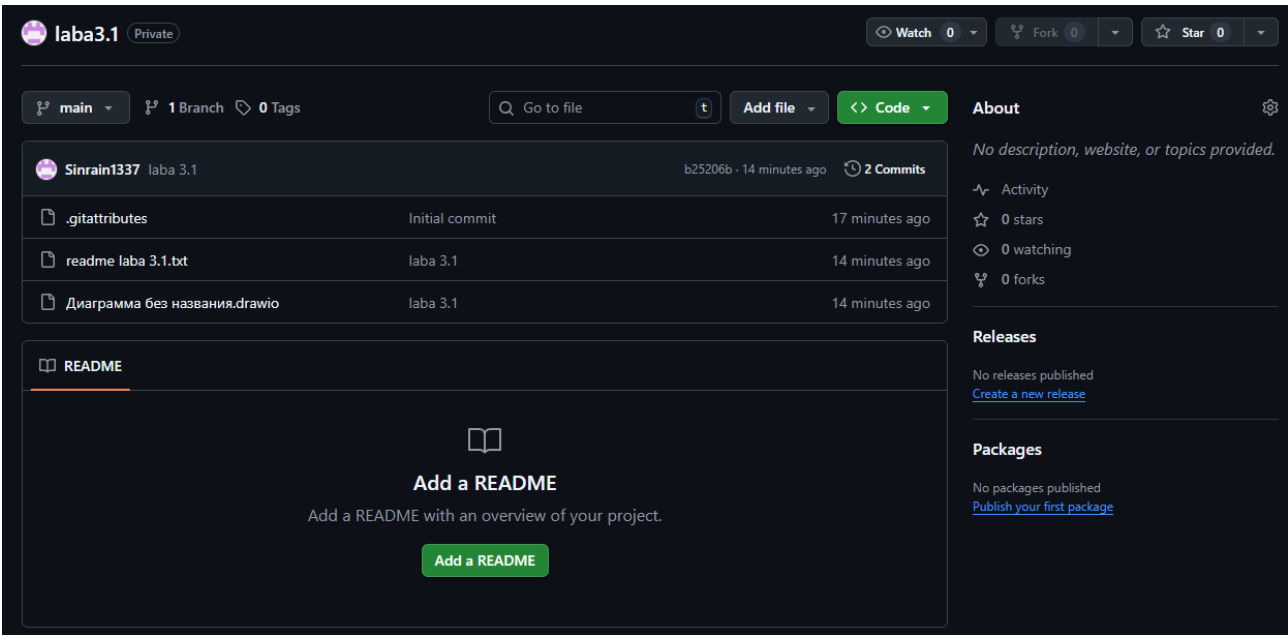 laba3.1 Private Watch 0 Fork 0 Star 0
main 1 Branch 0 Tags Go to file t Add file <> Code
Sinrain1337 laba 3.1 b25206b · 14 minutes ago 2 Commits
.gitattributes Initial commit 17 minutes ago
readme laba 3.1.txt laba 3.1 14 minutes ago
Диаграмма без названия.drawio laba 3.1 14 minutes ago
README
Add a README
Add a README with an overview of your project.
Add a README
About
No description, website, or topics provided.
Activity
0 stars
0 watching
0 forks
Releases
No releases published
Create a new release
Packages
No packages published
Publish your first package